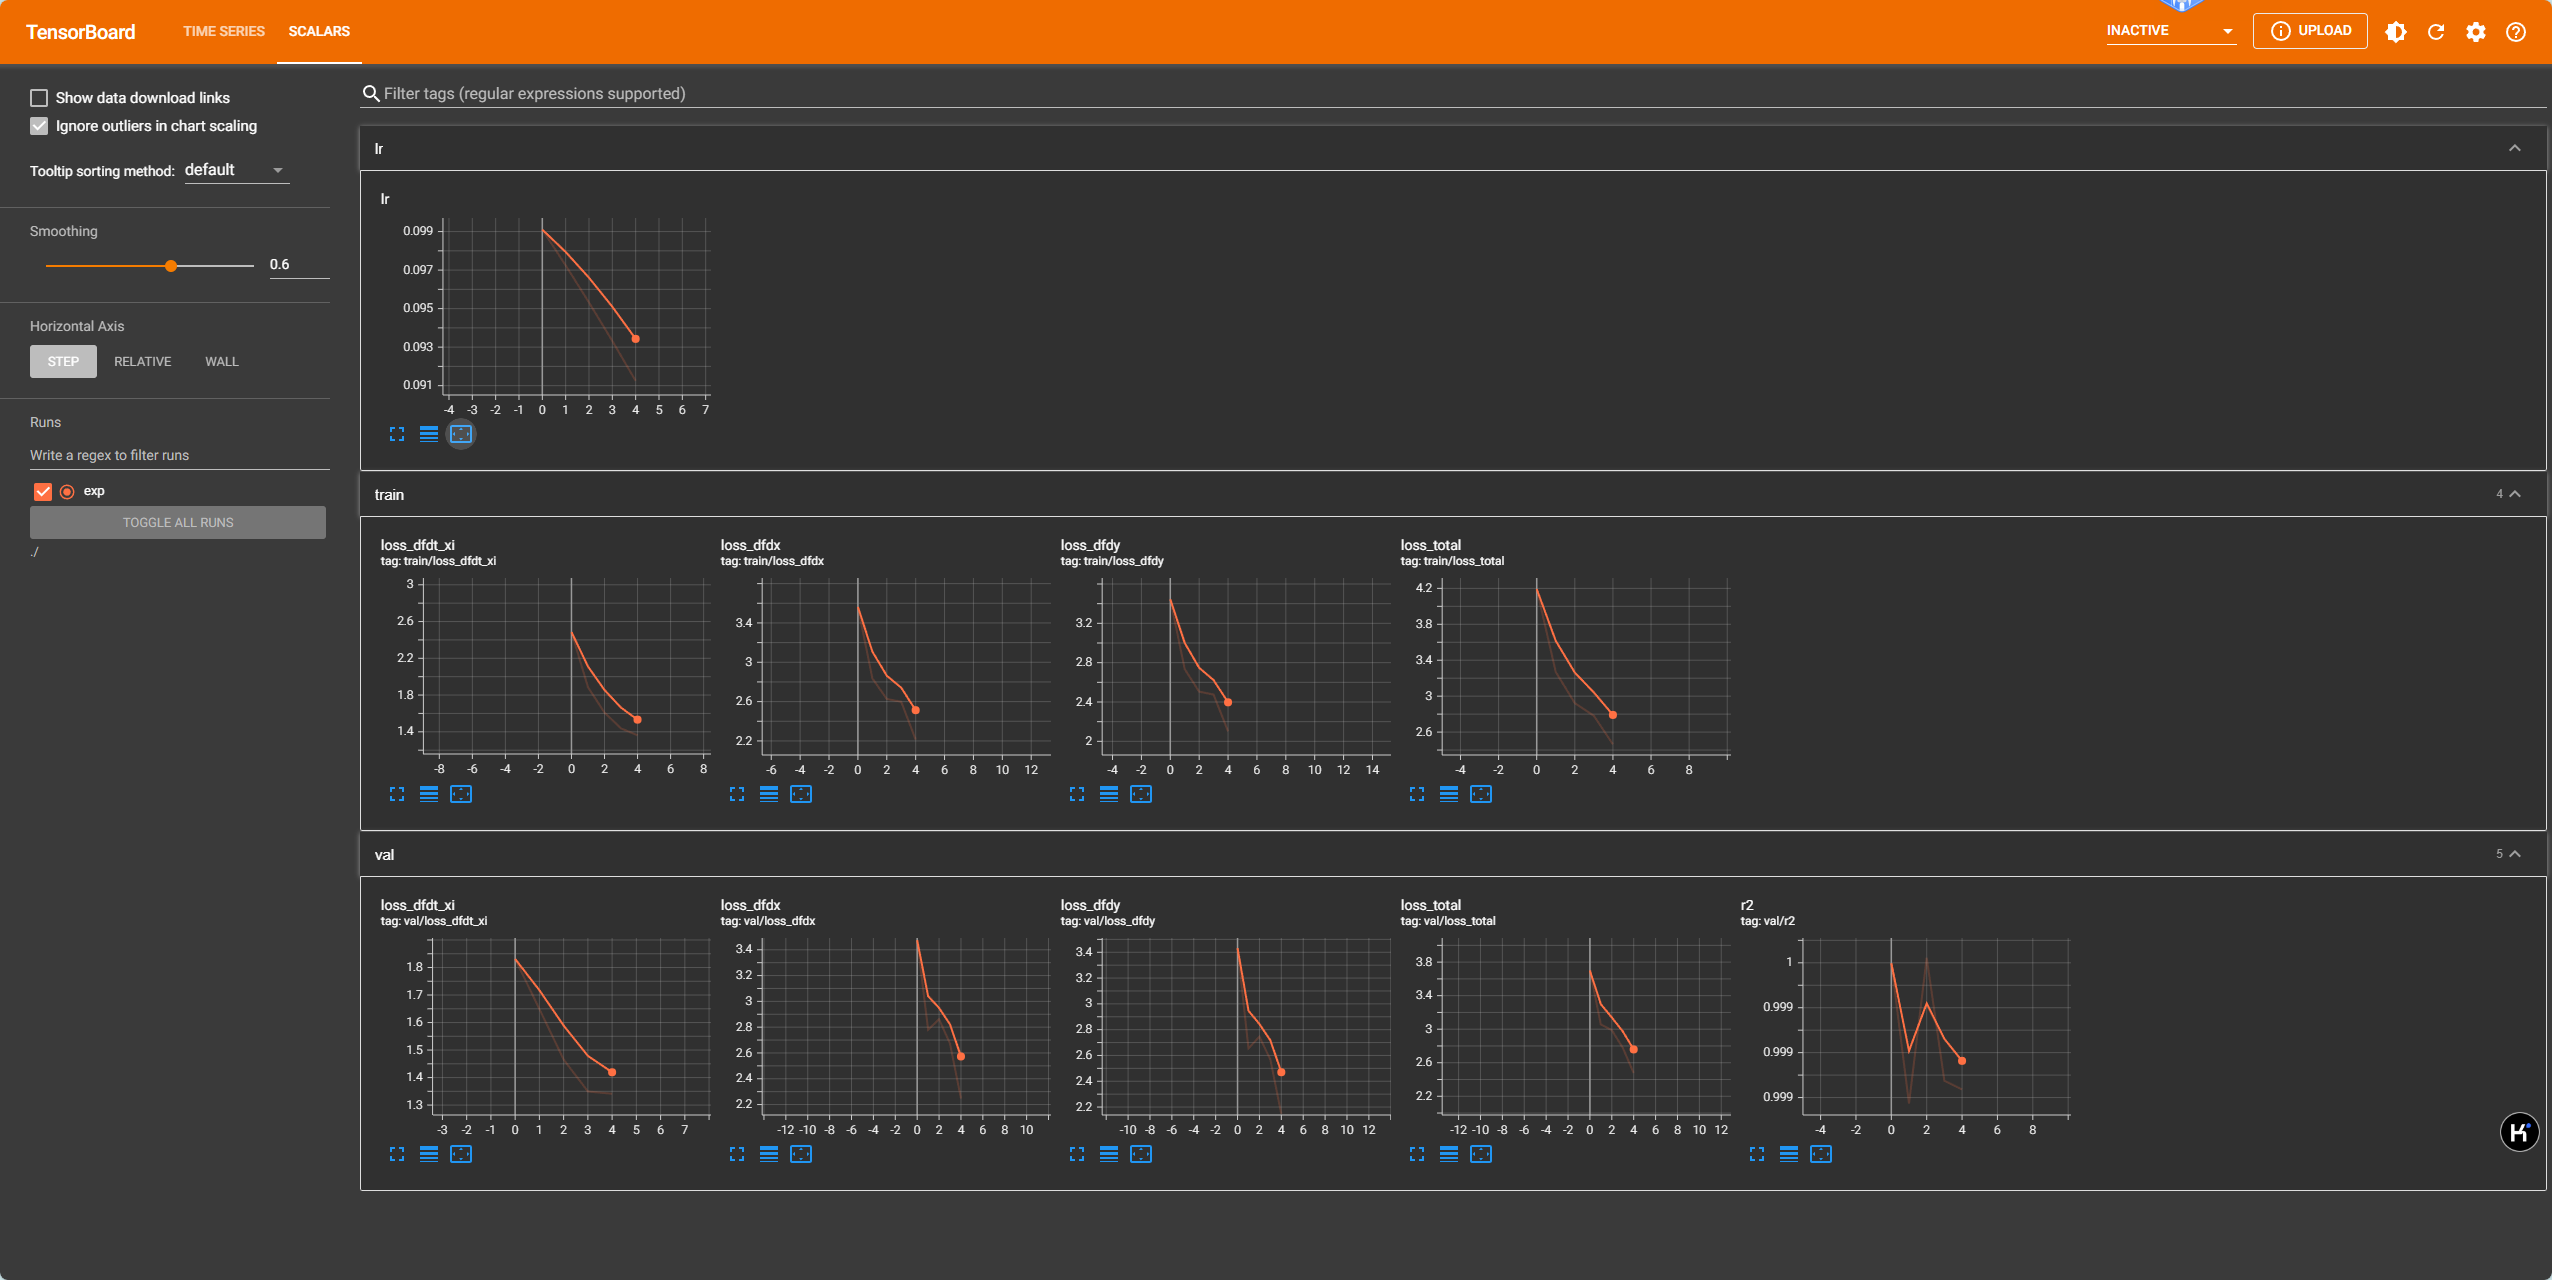 TensorBoard TIME SERIES SCALARS INACTIVE UPLOAD
Show data download links
Ignore outliers in chart scaling
Tooltip sorting method: default
Smoothing
0.6
Horizontal Axis
STEP RELATIVE WALL
Runs
Write a regex to filter runs
exp
TOGGLE ALL RUNS
./
Filter tags (regular expressions supported)
lr
lr
0.099
0.097
0.095
0.093
0.091
-4 -3 -2 -1 0 1 2 3 4 5 6 7
train 4
loss_dfdt_xi
tag: train/loss_dfdt_xi
3
2.6
2.2
1.8
1.4
-8 -6 -4 -2 0 2 4 6 8
loss_dfdx
tag: train/loss_dfdx
3.4
3
2.6
2.2
-6 -4 -2 0 2 4 6 8 10 12
loss_dfdy
tag: train/loss_dfdy
3.2
2.8
2.4
2
-4 -2 0 2 4 6 8 10 12 14
loss_total
tag: train/loss_total
4.2
3.8
3.4
3
2.6
-4 -2 0 2 4 6 8
val 5
loss_dfdt_xi
tag: val/loss_dfdt_xi
1.8
1.7
1.6
1.5
1.4
1.3
-3 -2 -1 0 1 2 3 4 5 6 7
loss_dfdx
tag: val/loss_dfdx
3.4
3.2
3
2.8
2.6
2.4
2.2
-12 -10 -8 -6 -4 -2 0 2 4 6 8 10
loss_dfdy
tag: val/loss_dfdy
3.4
3.2
3
2.8
2.6
2.4
2.2
-10 -8 -6 -4 -2 0 2 4 6 8 10 12
loss_total
tag: val/loss_total
3.8
3.4
3
2.6
2.2
-12 -10 -8 -6 -4 -2 0 2 4 6 8 10 12
r2
tag: val/r2
1
0.999
0.999
0.999
-4 -2 0 2 4 6 8
K